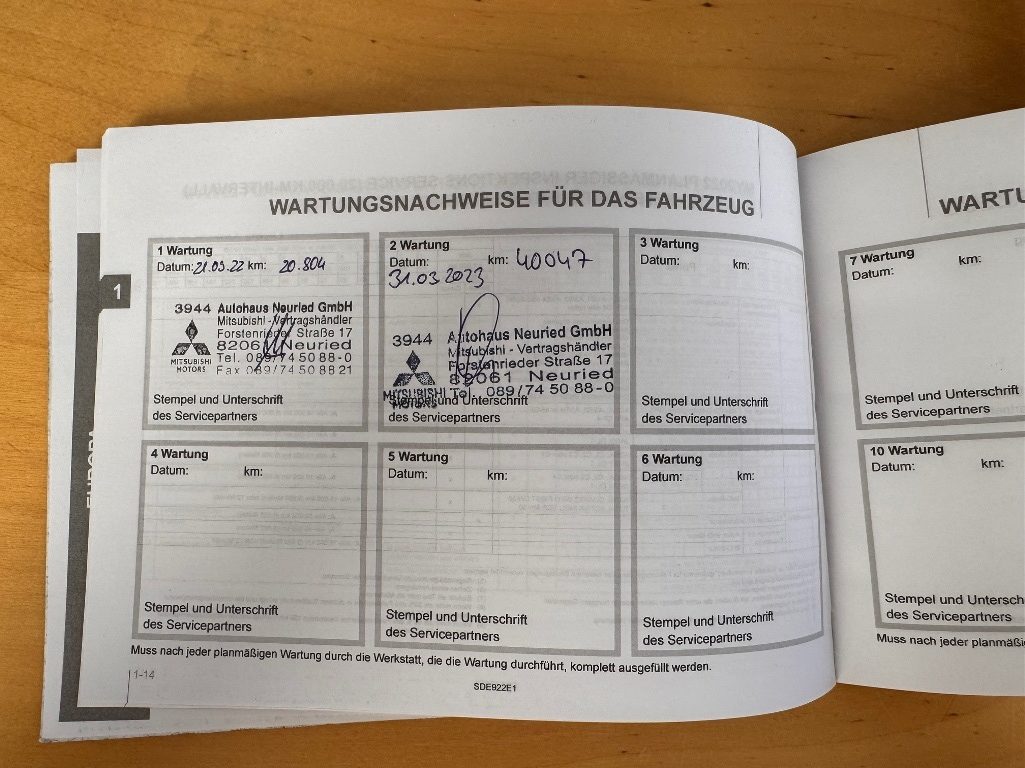 WARTUNGSNACHWEISE FÜR DAS FAHRZEUG
1
1 Wartung
Datum: 21.03.22 km: 20.804
3944 Autohaus Neuried GmbH
Mitsubishi - Vertragshändler
Forstenrieder Straße 17
82061 Neuried
Tel. 089/74 50 88-0
Fax 089/74 50 88 21
MITSUBISHI
MOTORS
Stempel und Unterschrift
des Servicepartners
2 Wartung
Datum: km: 40047
31.03.2023
3944 Autohaus Neuried GmbH
Mitsubishi - Vertragshändler
Forstenrieder Straße 17
82061 Neuried
Tel. 089/74 50 88-0
MITSUBISHI
MOTORS
Stempel und Unterschrift
des Servicepartners
3 Wartung
Datum: km:
Stempel und Unterschrift
des Servicepartners
4 Wartung
Datum: km:
Stempel und Unterschrift
des Servicepartners
5 Wartung
Datum: km:
Stempel und Unterschrift
des Servicepartners
6 Wartung
Datum: km:
Stempel und Unterschrift
des Servicepartners
Muss nach jeder planmäßigen Wartung durch die Werkstatt, die die Wartung durchführt, komplett ausgefüllt werden.
1-14
SDE922E1
EUROPA
WARTU
7 Wartung
Datum: km:
Stempel und Unterschrift
des Servicepartners
10 Wartung
Datum: km:
Stempel und Untersch
des Servicepartners
Muss nach jeder planmäßi